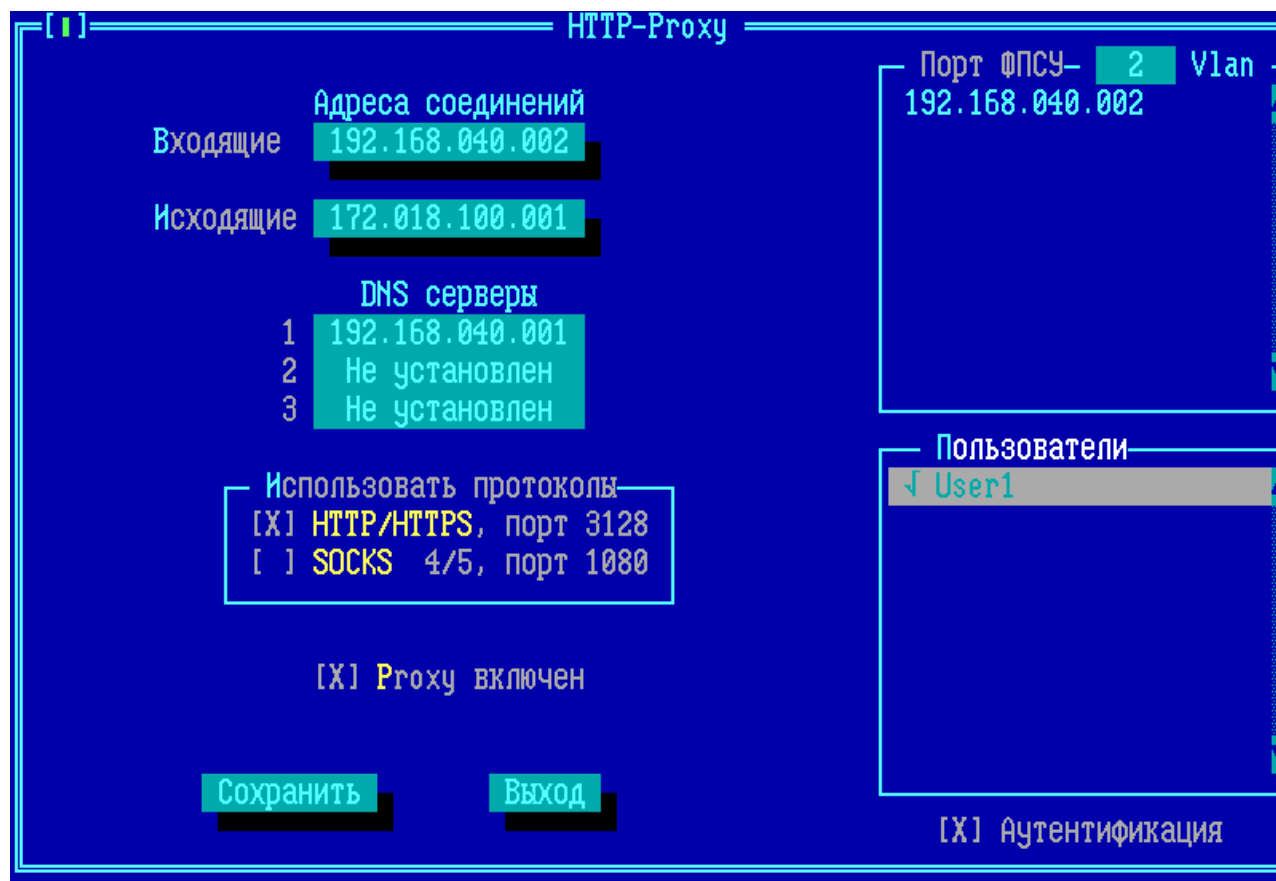 [ ] HTTP-Proxy
Порт ФПСУ– 2 Vlan
192.168.040.002
Адреса соединений
Входящие 192.168.040.002
Исходящие 172.018.100.001
DNS серверы
1 192.168.040.001
2 Не установлен
3 Не установлен
Использовать протоколы
[X] HTTP/HTTPS, порт 3128
[ ] SOCKS 4/5, порт 1080
[X] Proxy включен
Сохранить Выход
Пользователи
√ User1
[X] Аутентификация